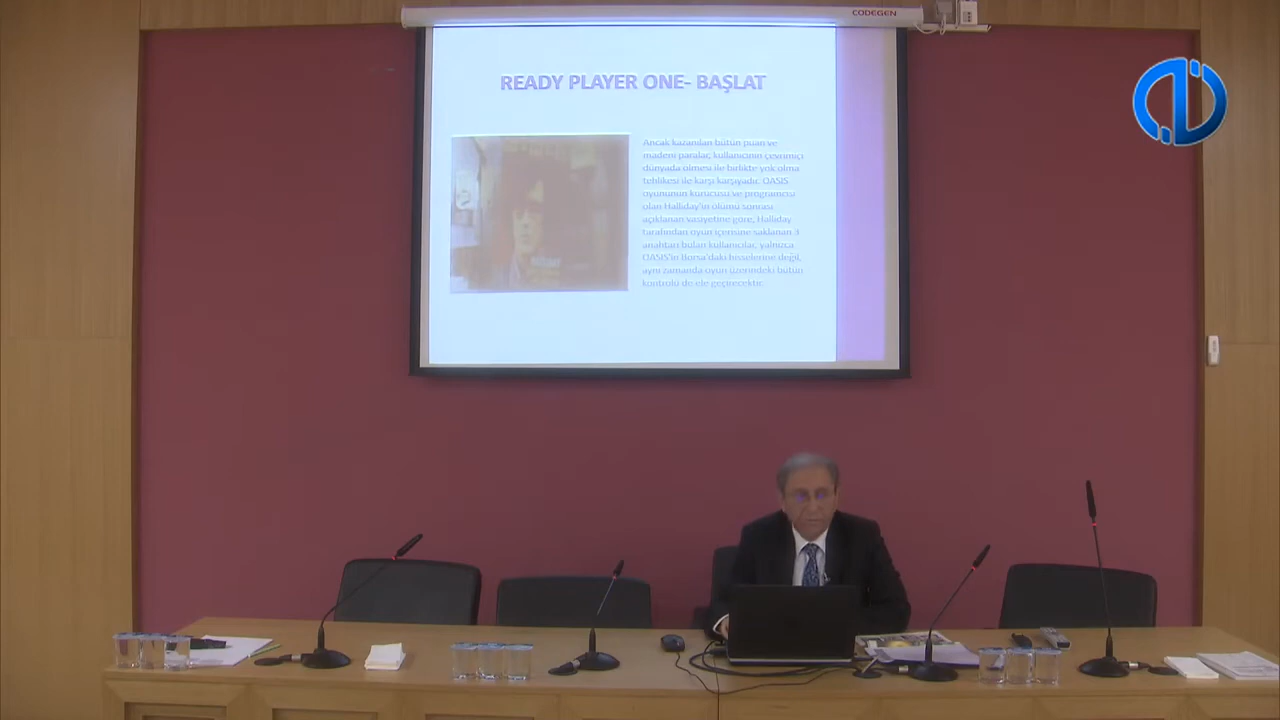 CODEGEN
READY PLAYER ONE- BAŞLAT
Ancak kazanılan bütün puan ve
madeni paralar, kullanıcının çevrimiçi
dünyada ölmesi ile birlikte yok olma
tehlikesi ile karşı karşıyadır. OASIS
oyununun kurucusu ve programcısı
olan Halliday'in ölümü sonrası
açıklanan vasiyetine göre, Halliday
tarafından oyun içerisine saklanan 3
anahtarı bulan kullanıcılar, yalnızca
OASIS'in Borsa'daki hisselerine değil,
aynı zamanda oyun üzerindeki bütün
kontrolü de ele geçirecektir.